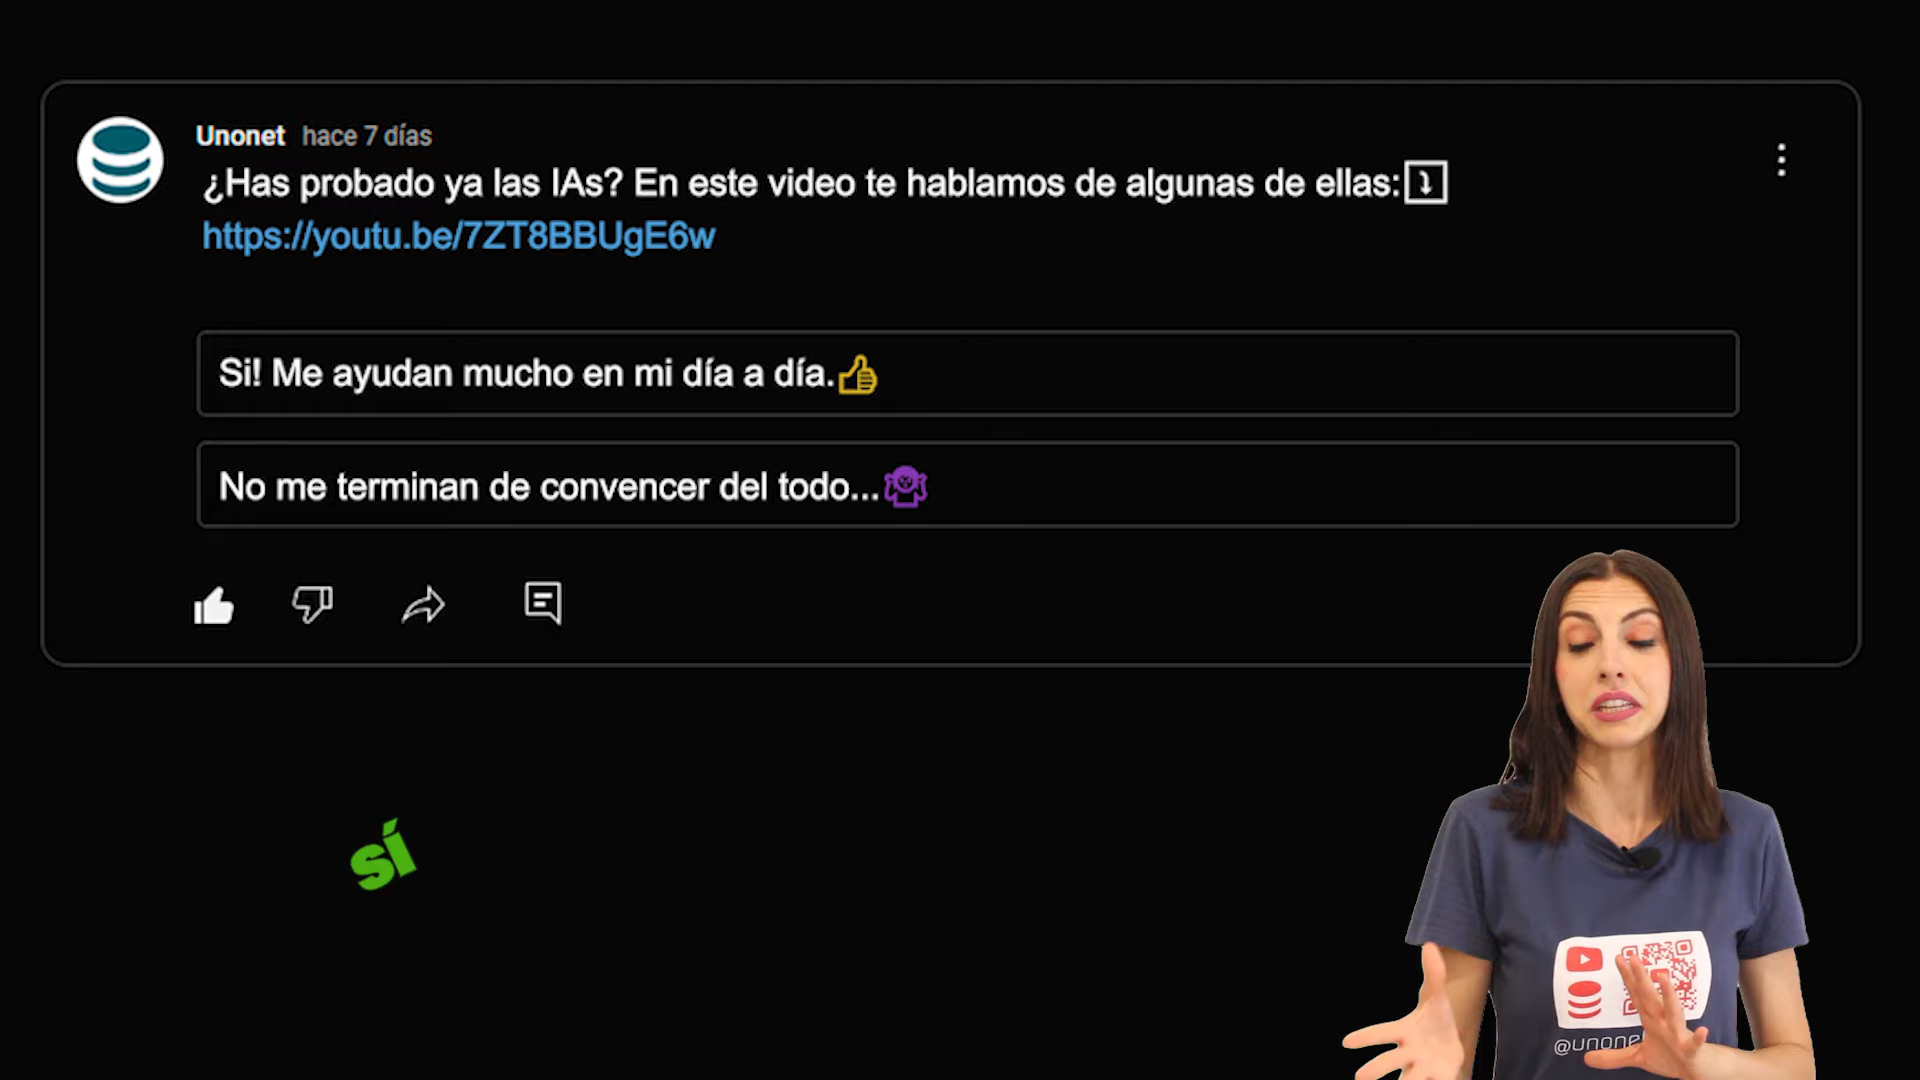 Unonet hace 7 días
¿Has probado ya las IAs? En este video te hablamos de algunas de ellas:
https://youtu.be/7ZT8BBUgE6w
Si! Me ayudan mucho en mi día a día.
No me terminan de convencer del todo...
SÍ